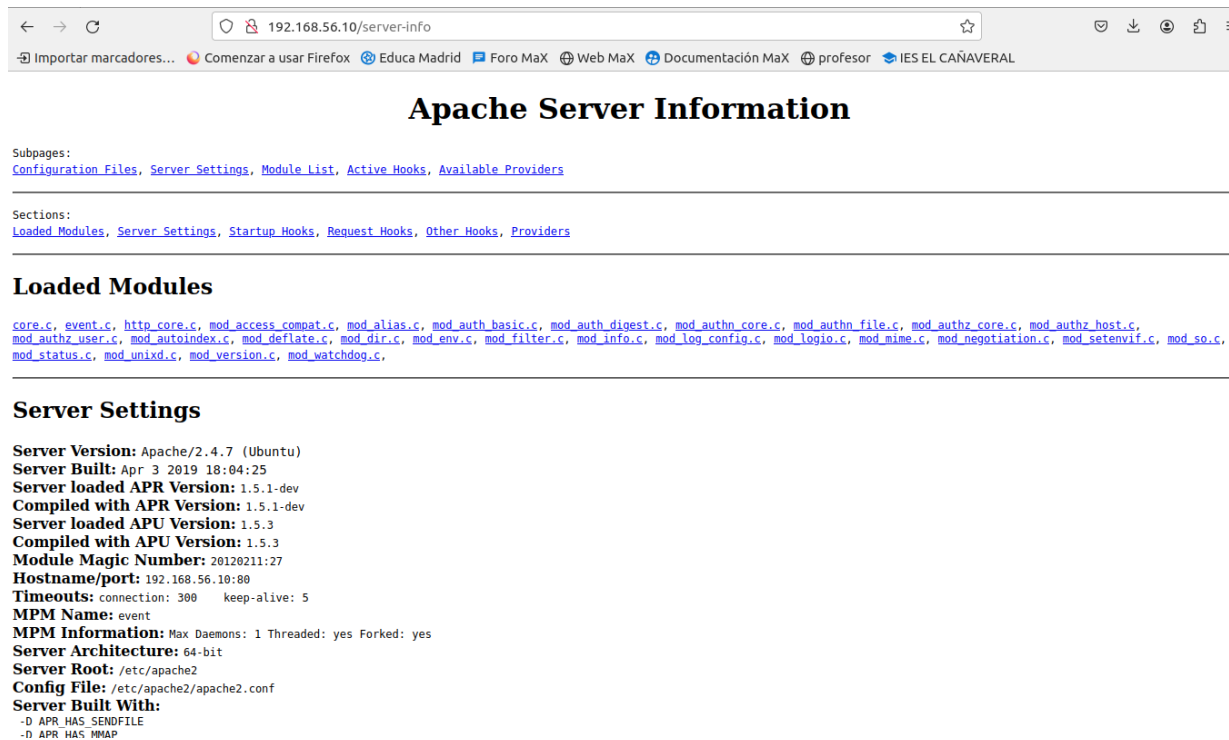 192.168.56.10/server-info
Importar marcadores... Comenzar a usar Firefox Educa Madrid Foro MaX Web MaX Documentación MaX profesor IES EL CAÑAVERAL
Apache Server Information
Subpages:
Configuration Files, Server Settings, Module List, Active Hooks, Available Providers
Sections:
Loaded Modules, Server Settings, Startup Hooks, Request Hooks, Other Hooks, Providers
Loaded Modules
core.c, event.c, http_core.c, mod_access_compat.c, mod_alias.c, mod_auth_basic.c, mod_auth_digest.c, mod_authn_core.c, mod_authn_file.c, mod_authz_core.c, mod_authz_host.c,
mod_authz_user.c, mod_autoindex.c, mod_deflate.c, mod_dir.c, mod_env.c, mod_filter.c, mod_info.c, mod_log_config.c, mod_logio.c, mod_mime.c, mod_negotiation.c, mod_setenvif.c, mod_so.c,
mod_status.c, mod_unixd.c, mod_version.c, mod_watchdog.c,
Server Settings
Server Version: Apache/2.4.7 (Ubuntu)
Server Built: Apr 3 2019 18:04:25
Server loaded APR Version: 1.5.1-dev
Compiled with APR Version: 1.5.1-dev
Server loaded APU Version: 1.5.3
Compiled with APU Version: 1.5.3
Module Magic Number: 20120211:27
Hostname/port: 192.168.56.10:80
Timeouts: connection: 300 keep-alive: 5
MPM Name: event
MPM Information: Max Daemons: 1 Threaded: yes Forked: yes
Server Architecture: 64-bit
Server Root: /etc/apache2
Config File: /etc/apache2/apache2.conf
Server Built With:
-D APR_HAS_SENDFILE
-D APR_HAS_MMAP